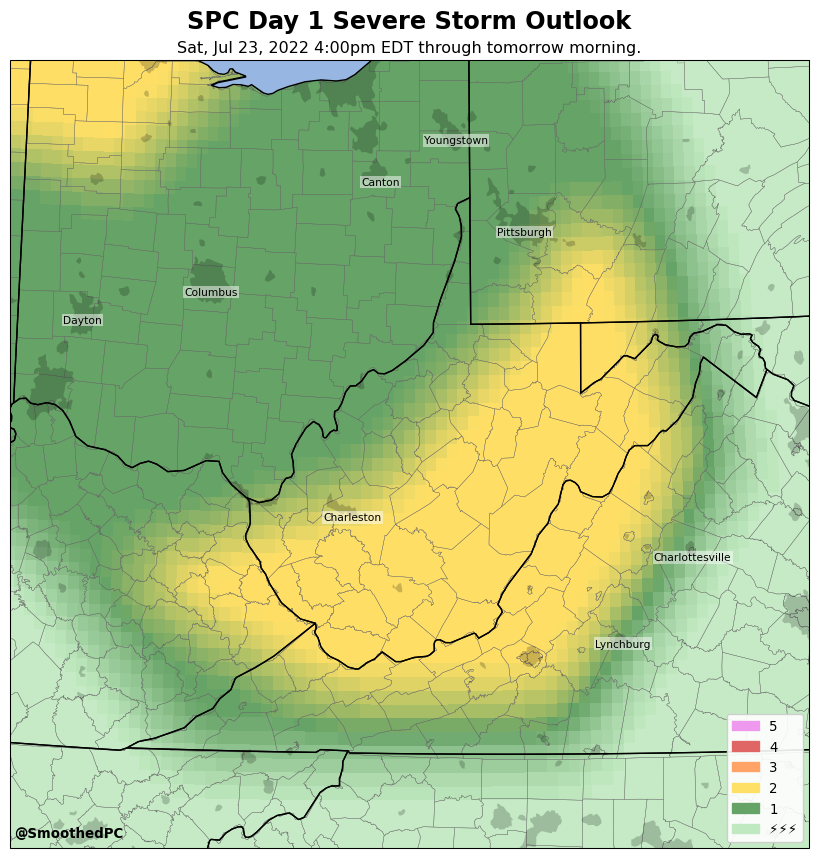 SPC Day 1 Severe Storm Outlook
Sat, Jul 23, 2022 4:00pm EDT through tomorrow morning.
Youngstown
Canton
Pittsburgh
Columbus
Dayton
Charleston
Charlottesville
Lynchburg
5
4
3
2
1
⚡⚡⚡
@SmoothedPC